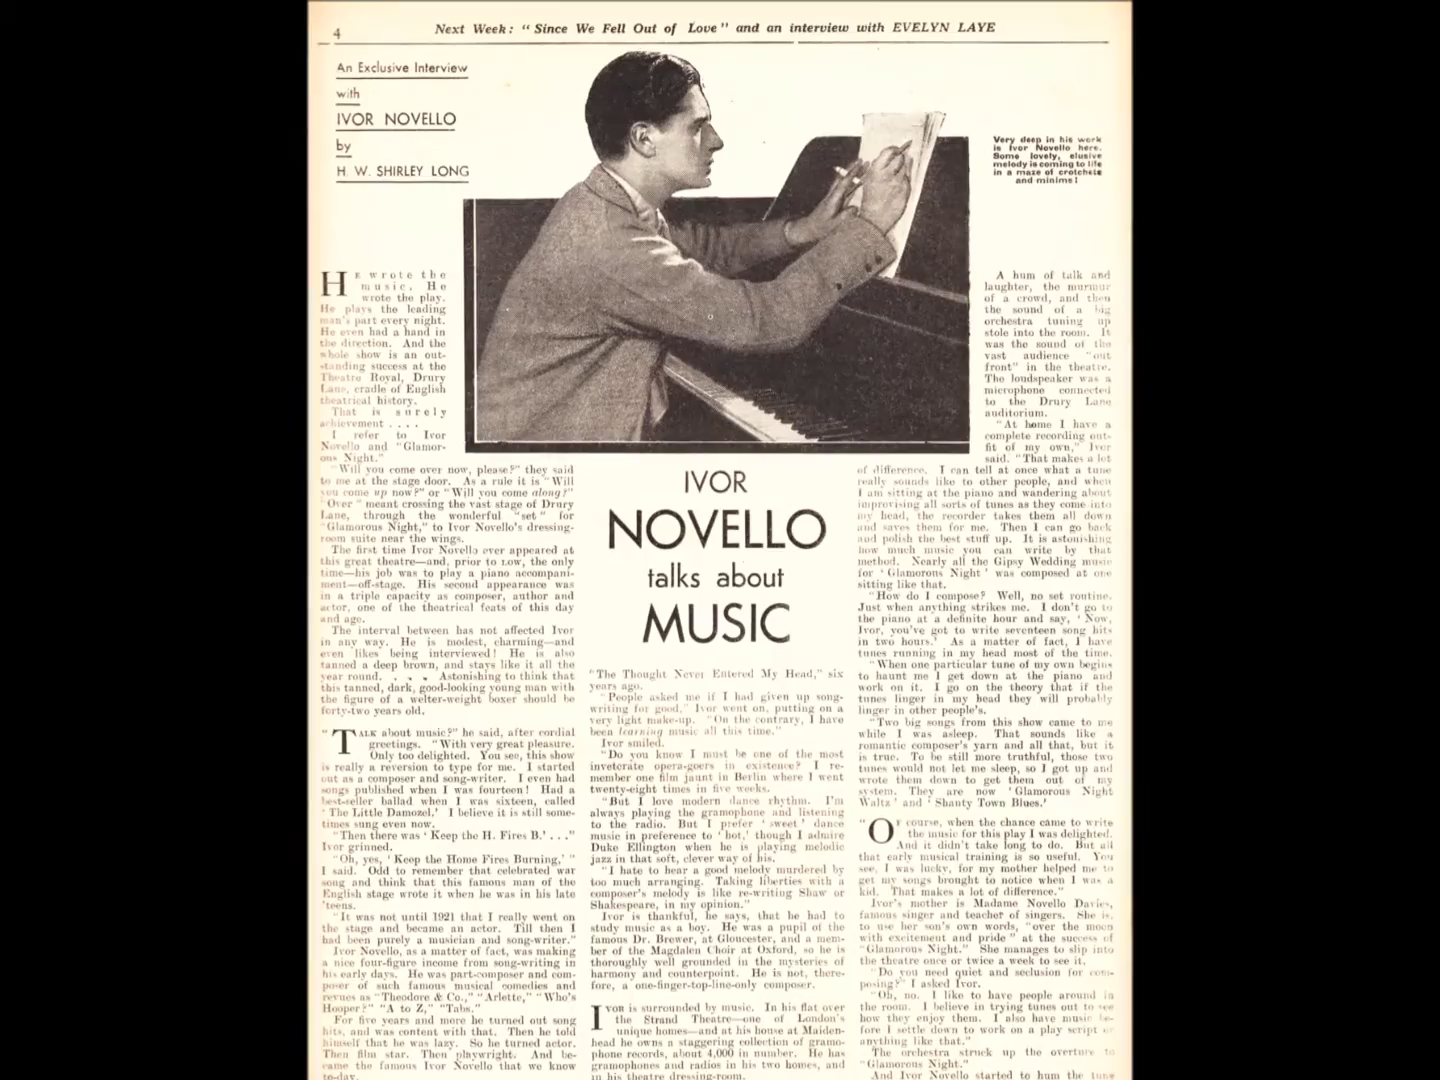 4
Next Week: "Since We Fell Out of Love" and an interview with EVELYN LAYE
An Exclusive Interview
with
IVOR NOVELLO
by
H. W. SHIRLEY LONG
Very deep in his work
is Ivor Novello here.
Some lovely, elusive
melody is coming to life
in a maze of crotchets
and minims!
HE wrote the
music. He
wrote the play.
He plays the leading
man's part every night.
He even had a hand in
the direction. And the
whole show is an out-
standing success at the
Theatre Royal, Drury
Lane, cradle of English
theatrical history.
That is surely
achievement . . . .
I refer to Ivor
Novello and "Glamor-
ous Night."
"Will you come over now, please?" they said
to me at the stage door. As a rule it is "Will
you come up now?" or "Will you come along?"
"Over" meant crossing the vast stage of Drury
Lane, through the wonderful "set" for
"Glamorous Night," to Ivor Novello's dressing-
room suite near the wings.
The first time Ivor Novello ever appeared at
this great theatre—and, prior to now, the only
time—his job was to play a piano accompani-
ment—off-stage. His second appearance was
in a triple capacity as composer, author and
actor, one of the theatrical feats of this day
and age.
The interval between has not affected Ivor
in any way. He is modest, charming—and
even likes being interviewed! He is also
tanned a deep brown, and stays like it all the
year round. . . . Astonishing to think that
this tanned, dark, good-looking young man with
the figure of a welter-weight boxer should be
forty-two years old.
"TALK about music?" he said, after cordial
greetings. "With very great pleasure.
Only too delighted. You see, this show
is really a reversion to type for me. I started
out as a composer and song-writer. I even had
songs published when I was fourteen! Had a
best-seller ballad when I was sixteen, called
'The Little Damozel.' I believe it is still some-
times sung even now.
"Then there was 'Keep the H. Fires B.' . . ."
Ivor grinned.
"Oh, yes, 'Keep the Home Fires Burning,'"
I said. Odd to remember that celebrated war
song and think that this famous man of the
English stage wrote it when he was in his late
'teens.
"It was not until 1921 that I really went on
the stage and became an actor. Till then I
had been purely a musician and song-writer."
Ivor Novello, as a matter of fact, was making
a nice four-figure income from song-writing in
his early days. He was part-composer and com-
poser of such famous musical comedies and
revues as "Theodore & Co.," "Arlette," "Who's
Hooper?" "A to Z," "Tabs."
For five years and more he turned out song
hits, and was content with that. Then he told
himself that he was lazy. So he turned actor.
Then film star. Then playwright. And be-
came the famous Ivor Novello that we know
to-day.
IVOR
NOVELLO
talks about
MUSIC
"The Thought Never Entered My Head," six
years ago.
"People asked me if I had given up song-
writing for good," Ivor went on, putting on a
very light make-up. "On the contrary, I have
been learning music all this time."
Ivor smiled.
"Do you know I must be one of the most
inveterate opera-goers in existence? I re-
member one film jaunt in Berlin where I went
twenty-eight times in five weeks.
"But I love modern dance rhythm. I'm
always playing the gramophone and listening
to the radio. But I prefer 'sweet' dance
music in preference to 'hot,' though I admire
Duke Ellington when he is playing melodic
jazz in that soft, clever way of his.
"I hate to hear a good melody murdered by
too much arranging. Taking liberties with a
composer's melody is like re-writing Shaw or
Shakespeare, in my opinion."
Ivor is thankful, he says, that he had to
study music as a boy. He was a pupil of the
famous Dr. Brewer, at Gloucester, and a mem-
ber of the Magdalen Choir at Oxford, so he is
thoroughly well grounded in the mysteries of
harmony and counterpoint. He is not, there-
fore, a one-finger-top-line-only composer.
IVOR is surrounded by music. In his flat over
the Strand Theatre—one of London's
unique homes—and at his house at Maiden-
head he owns a staggering collection of gramo-
phone records, about 4,000 in number. He has
gramophones and radios in his two homes, and
in his theatre dressing-room.
A hum of talk and
laughter, the murmur
of a crowd, and then
the sound of a big
orchestra tuning up
stole into the room. It
was the sound of the
vast audience "out
front" in the theatre.
The loudspeaker was a
microphone connected
to the Drury Lane
auditorium.
"At home I have a
complete recording out-
fit of my own," Ivor
said. "That makes a lot
of difference. I can tell at once what a tune
really sounds like to other people, and when
I am sitting at the piano and wandering about
improvising all sorts of tunes as they come into
my head, the recorder takes them all down
and saves them for me. Then I can go back
and polish the best stuff up. It is astonishing
how much music you can write by that
method. Nearly all the Gipsy Wedding music
for 'Glamorous Night' was composed at one
sitting like that.
"How do I compose? Well, no set routine.
Just when anything strikes me. I don't go to
the piano at a definite hour and say, 'Now,
Ivor, you've got to write seventeen song hits
in two hours.' As a matter of fact, I have
tunes running in my head most of the time.
"When one particular tune of my own begins
to haunt me I get down at the piano and
work on it. I go on the theory that if the
tunes linger in my head they will probably
linger in other people's.
"Two big songs from this show came to me
while I was asleep. That sounds like a
romantic composer's yarn and all that, but it
is true. To be still more truthful, those two
tunes would not let me sleep, so I got up and
wrote them down to get them out of my
system. They are now 'Glamorous Night
Waltz' and 'Shanty Town Blues.'
"OF course, when the chance came to write
the music for this play I was delighted.
And it didn't take long to do. But all
that early musical training is so useful. You
see, I was lucky, for my mother helped me to
get my songs brought to notice when I was a
kid. That makes a lot of difference."
Ivor's mother is Madame Novello Davies,
famous singer and teacher of singers. She is,
to use her son's own words, "over the moon
with excitement and pride" at the success of
"Glamorous Night." She manages to slip into
the theatre once or twice a week to see it.
"Do you need quiet and seclusion for com-
posing?" I asked Ivor.
"Oh, no. I like to have people around in
the room. I believe in trying tunes out to see
how they enjoy them. I also have music be-
fore I settle down to work on a play script or
anything like that."
The orchestra struck up the overture to
"Glamorous Night."
And Ivor Novello started to hum the tune